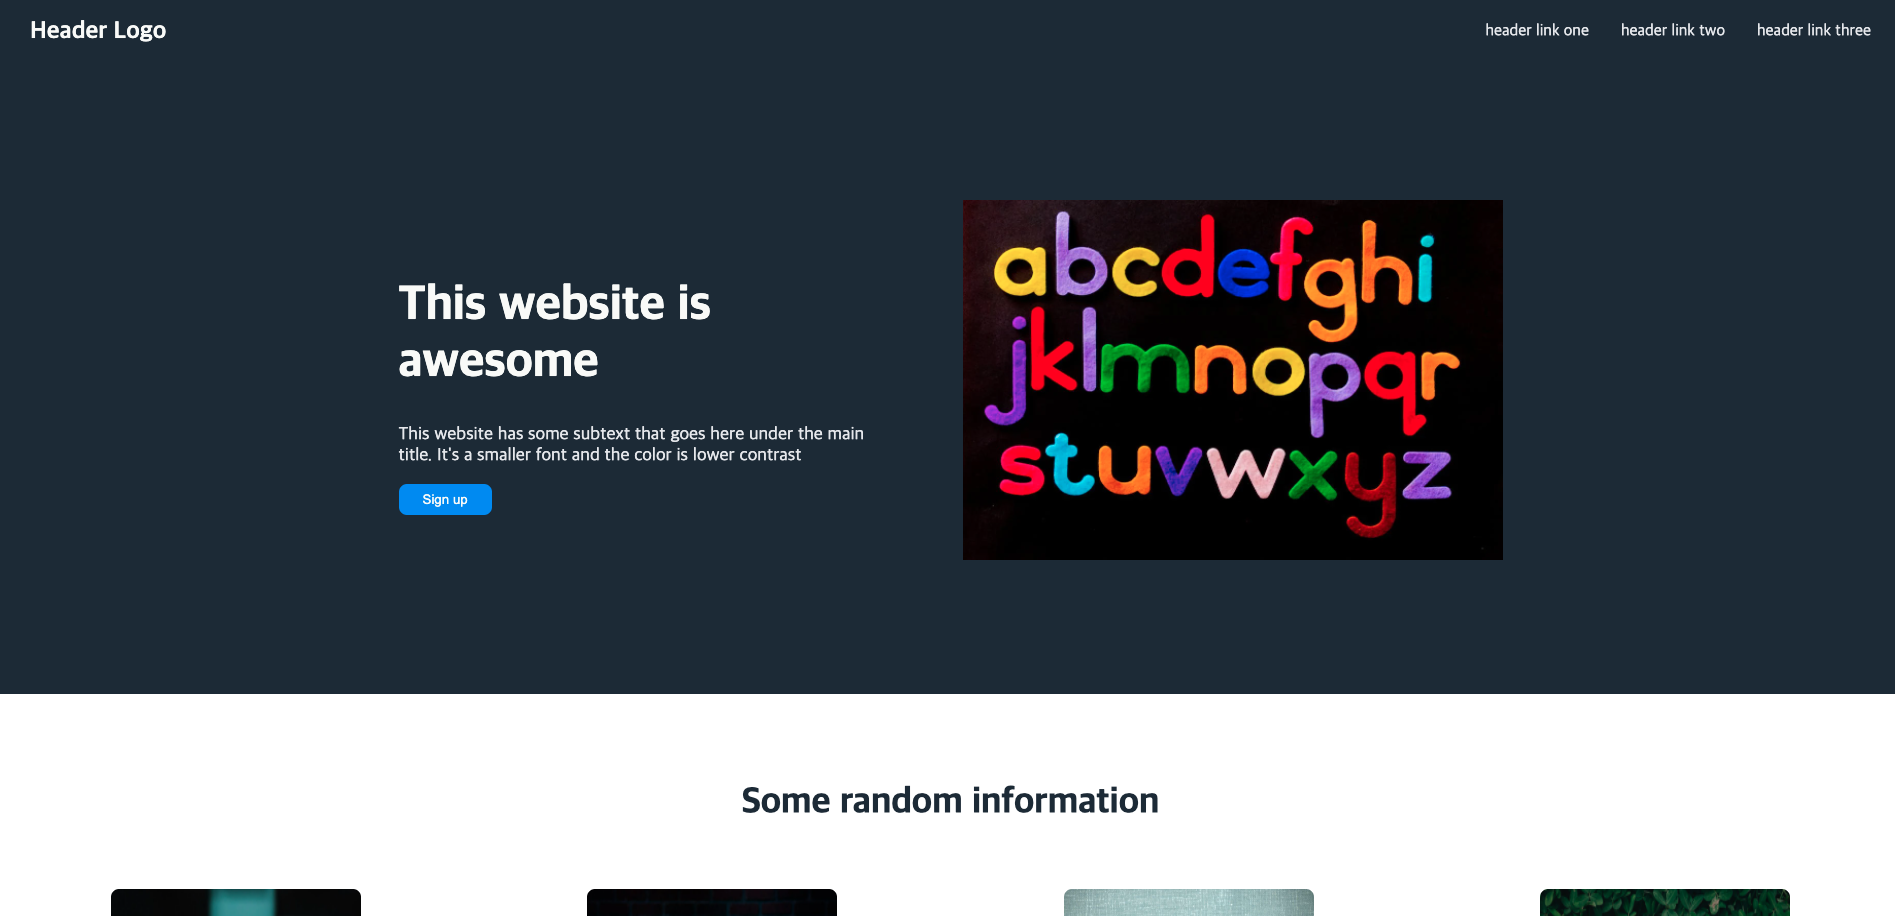 Header Logo
header link one
header link two
header link three
This website is
awesome
This website has some subtext that goes here under the main
title. It's a smaller font and the color is lower contrast
Sign up
abcdefghi
jklmnopqr
stuvwxyz
Some random information